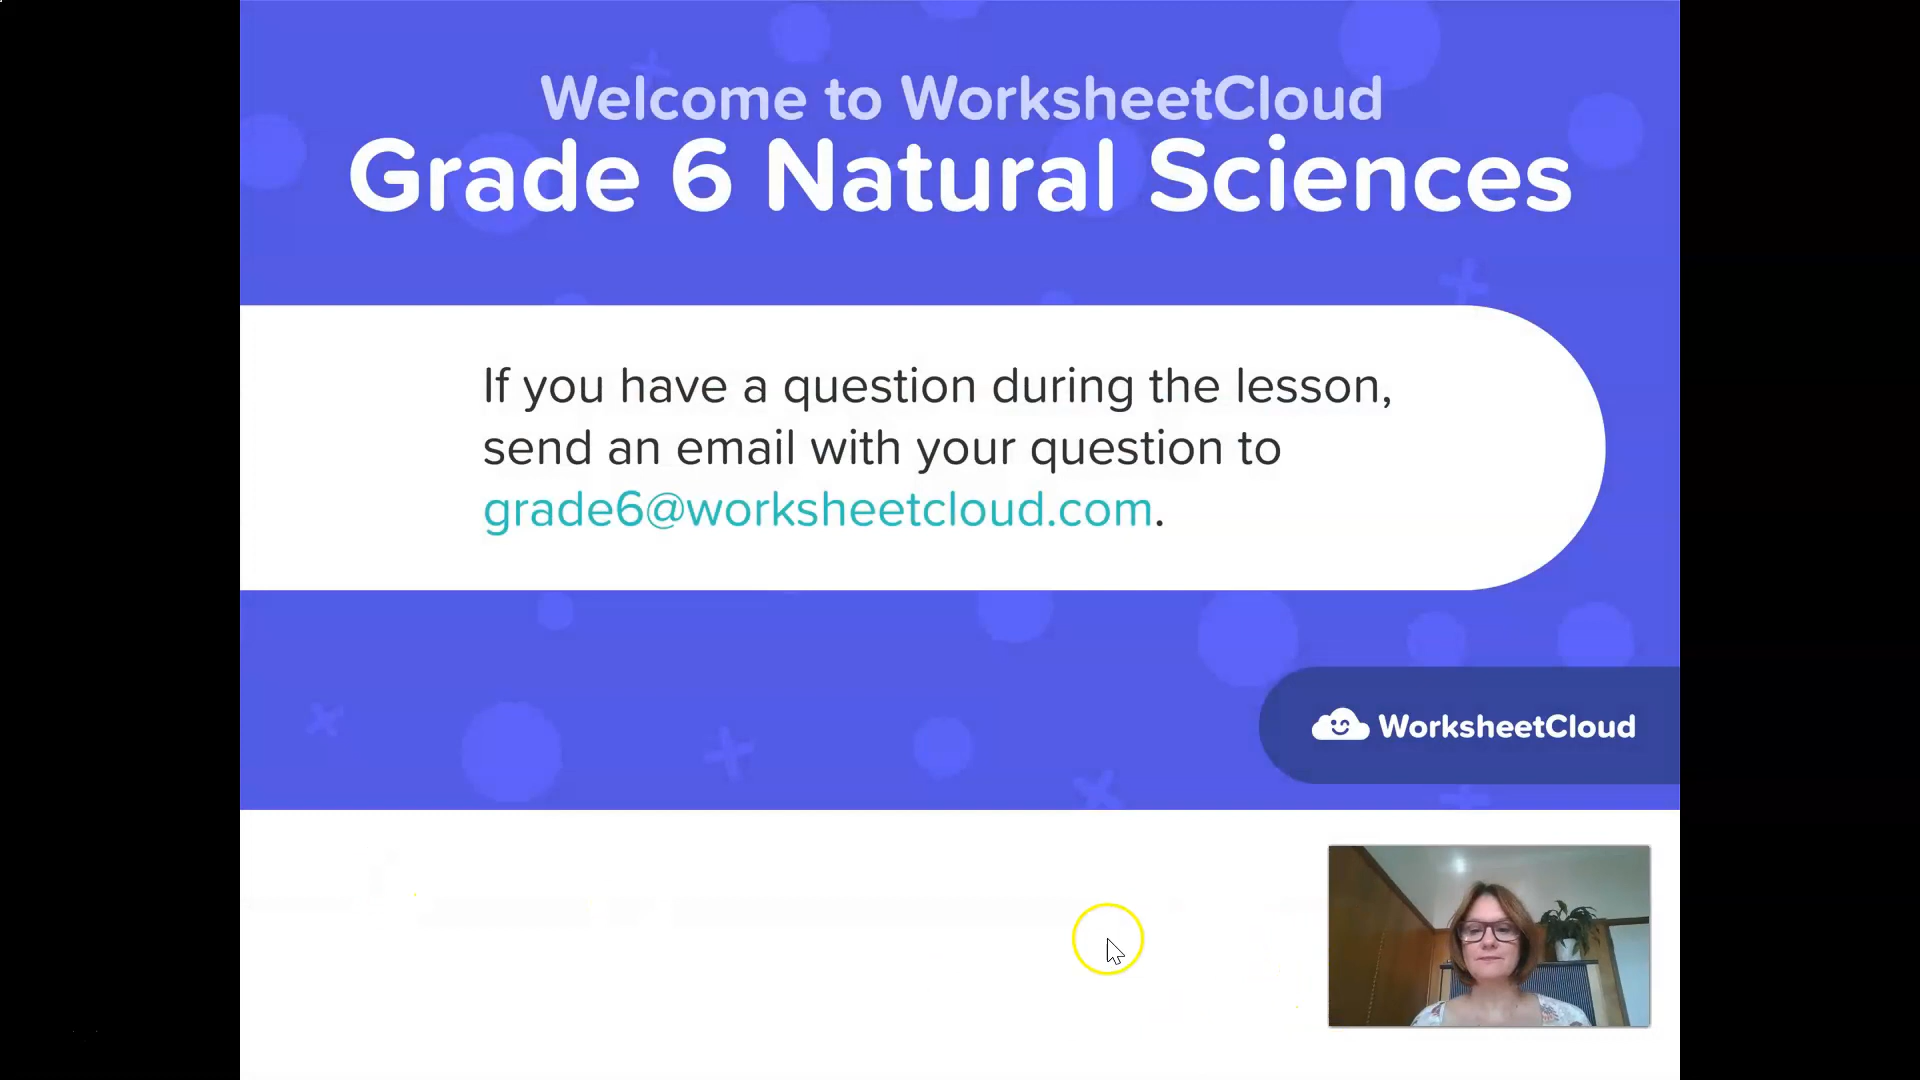 Welcome to WorksheetCloud
Grade 6 Natural Sciences
If you have a question during the lesson,
send an email with your question to
grade6@worksheetcloud.com.
WorksheetCloud